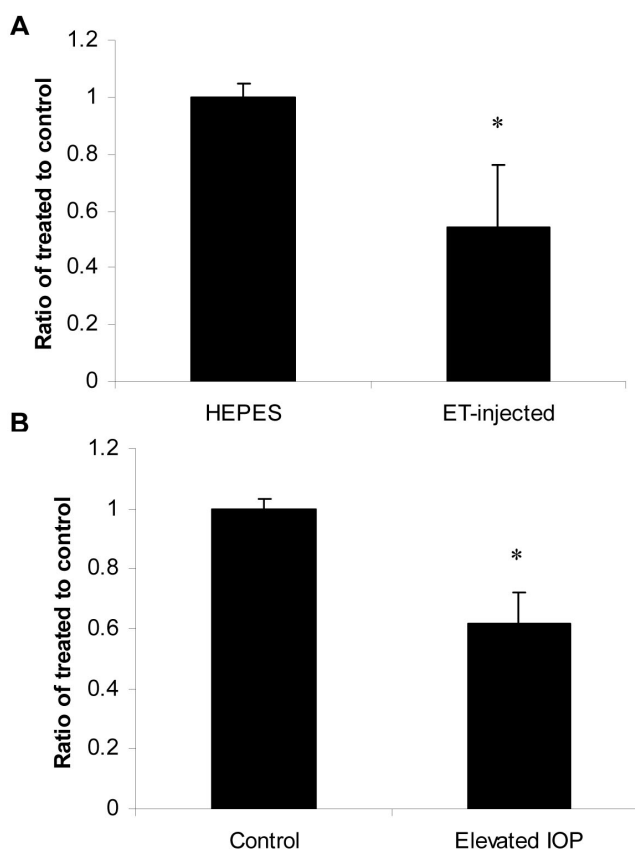 A
Ratio of treated to control
1.2
1
0.8
0.6
0.4
0.2
0
*
HEPES
ET-injected
B
Ratio of treated to control
1.2
1
0.8
0.6
0.4
0.2
0
*
Control
Elevated IOP